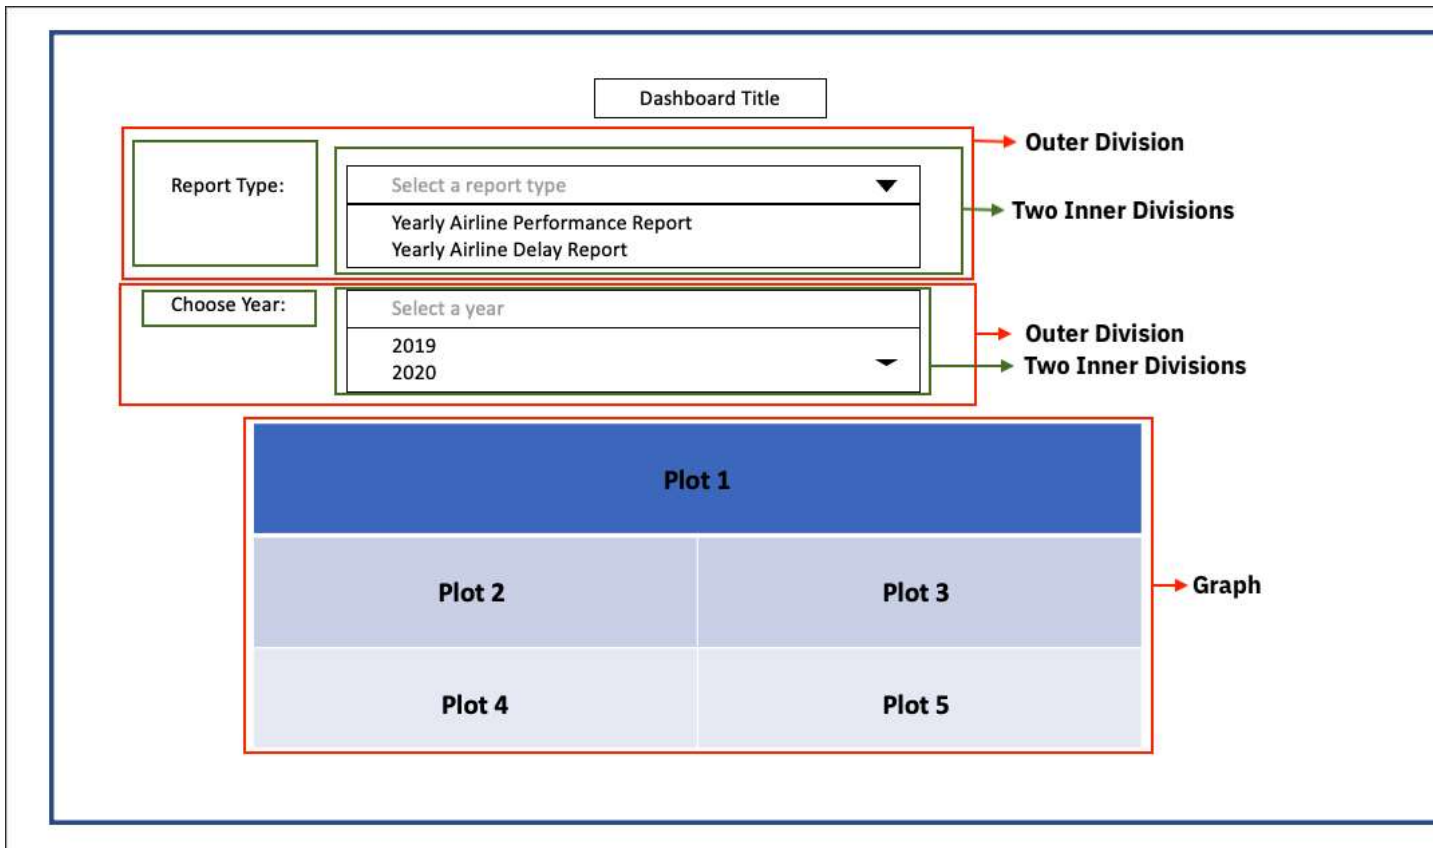 Dashboard Title
Outer Division
Report Type:
Select a report type
Two Inner Divisions
Yearly Airline Performance Report
Yearly Airline Delay Report
Choose Year:
Select a year
Outer Division
2019
Two Inner Divisions
2020
Plot 1
Plot 2
Plot 3
Graph
Plot 4
Plot 5